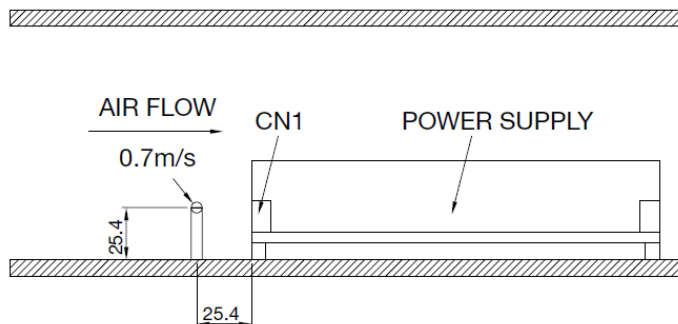 AIR FLOW
CN1
POWER SUPPLY
0.7m/s
25.4
25.4